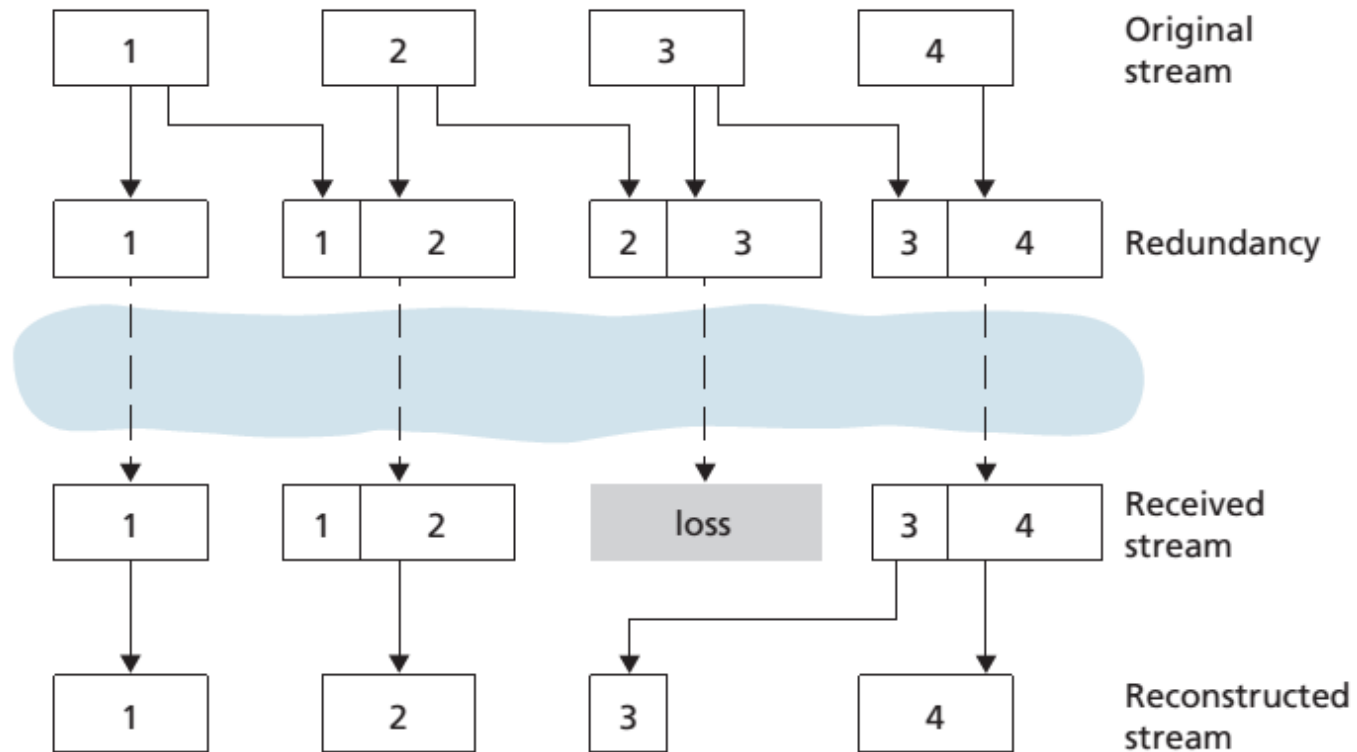 1 2 3 4 Original
stream
1 1 2 2 3 3 4 Redundancy
1 1 2 loss 3 4 Received
stream
1 2 3 4 Reconstructed
stream